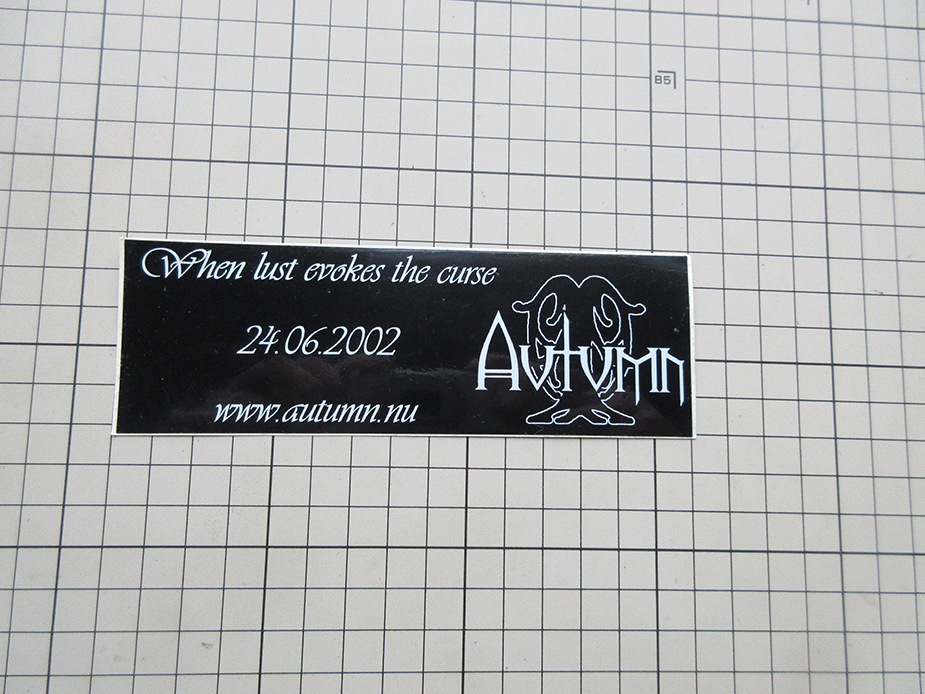 B5
When lust evokes the curse
24.06.2002
www.autumn.nu
Autumn